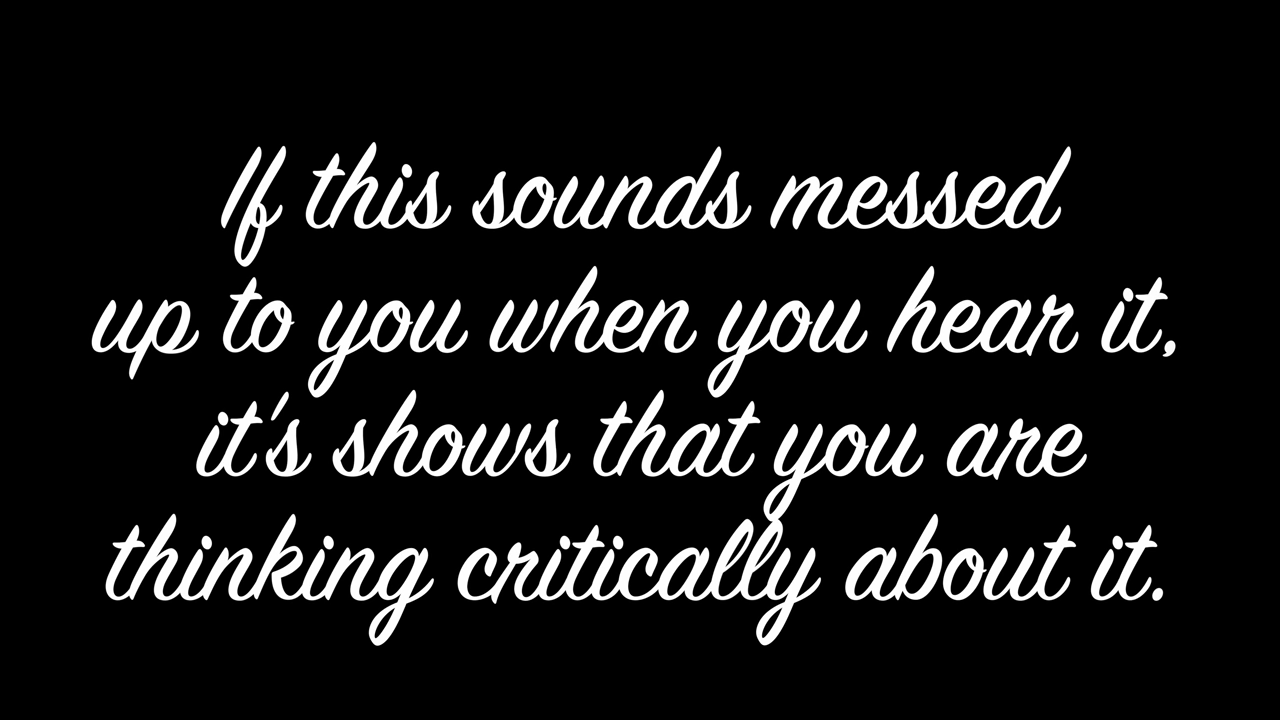 If this sounds messed
up to you when you hear it,
it's shows that you are
thinking critically about it.